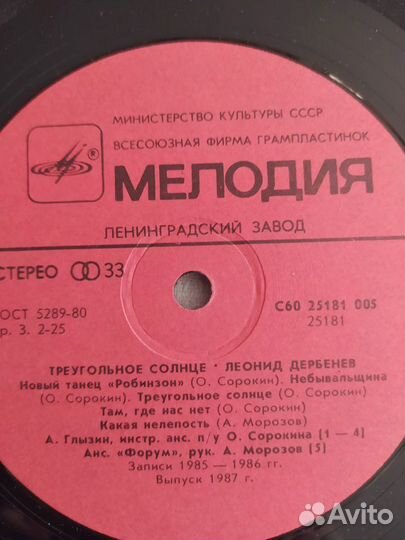 МИНИСТЕРСТВО КУЛЬТУРЫ СССР
ВСЕСОЮЗНАЯ ФИРМА ГРАМПЛАСТИНОК
®
МЕЛОДИЯ
ЛЕНИНГРАДСКИЙ ЗАВОД
СТЕРЕО 33
ОСТ 5289-80
р. 3. 2-25
С60 25181 005
25181
ТРЕУГОЛЬНОЕ СОЛНЦЕ · ЛЕОНИД ДЕРБЕНЕВ
Новый танец «Робинзон» (О. Сорокин). Небывальщина
(О. Сорокин). Треугольное солнце (О. Сорокин)
Там, где нас нет (О. Сорокин)
Какая нелепость (А. Морозов)
А. Глызин, инстр. анс. п/у О. Сорокина [1 — 4]
Анс. «Форум», рук. А. Морозов [5]
Записи 1985 — 1986 гг.
Выпуск 1987 г.
Avito